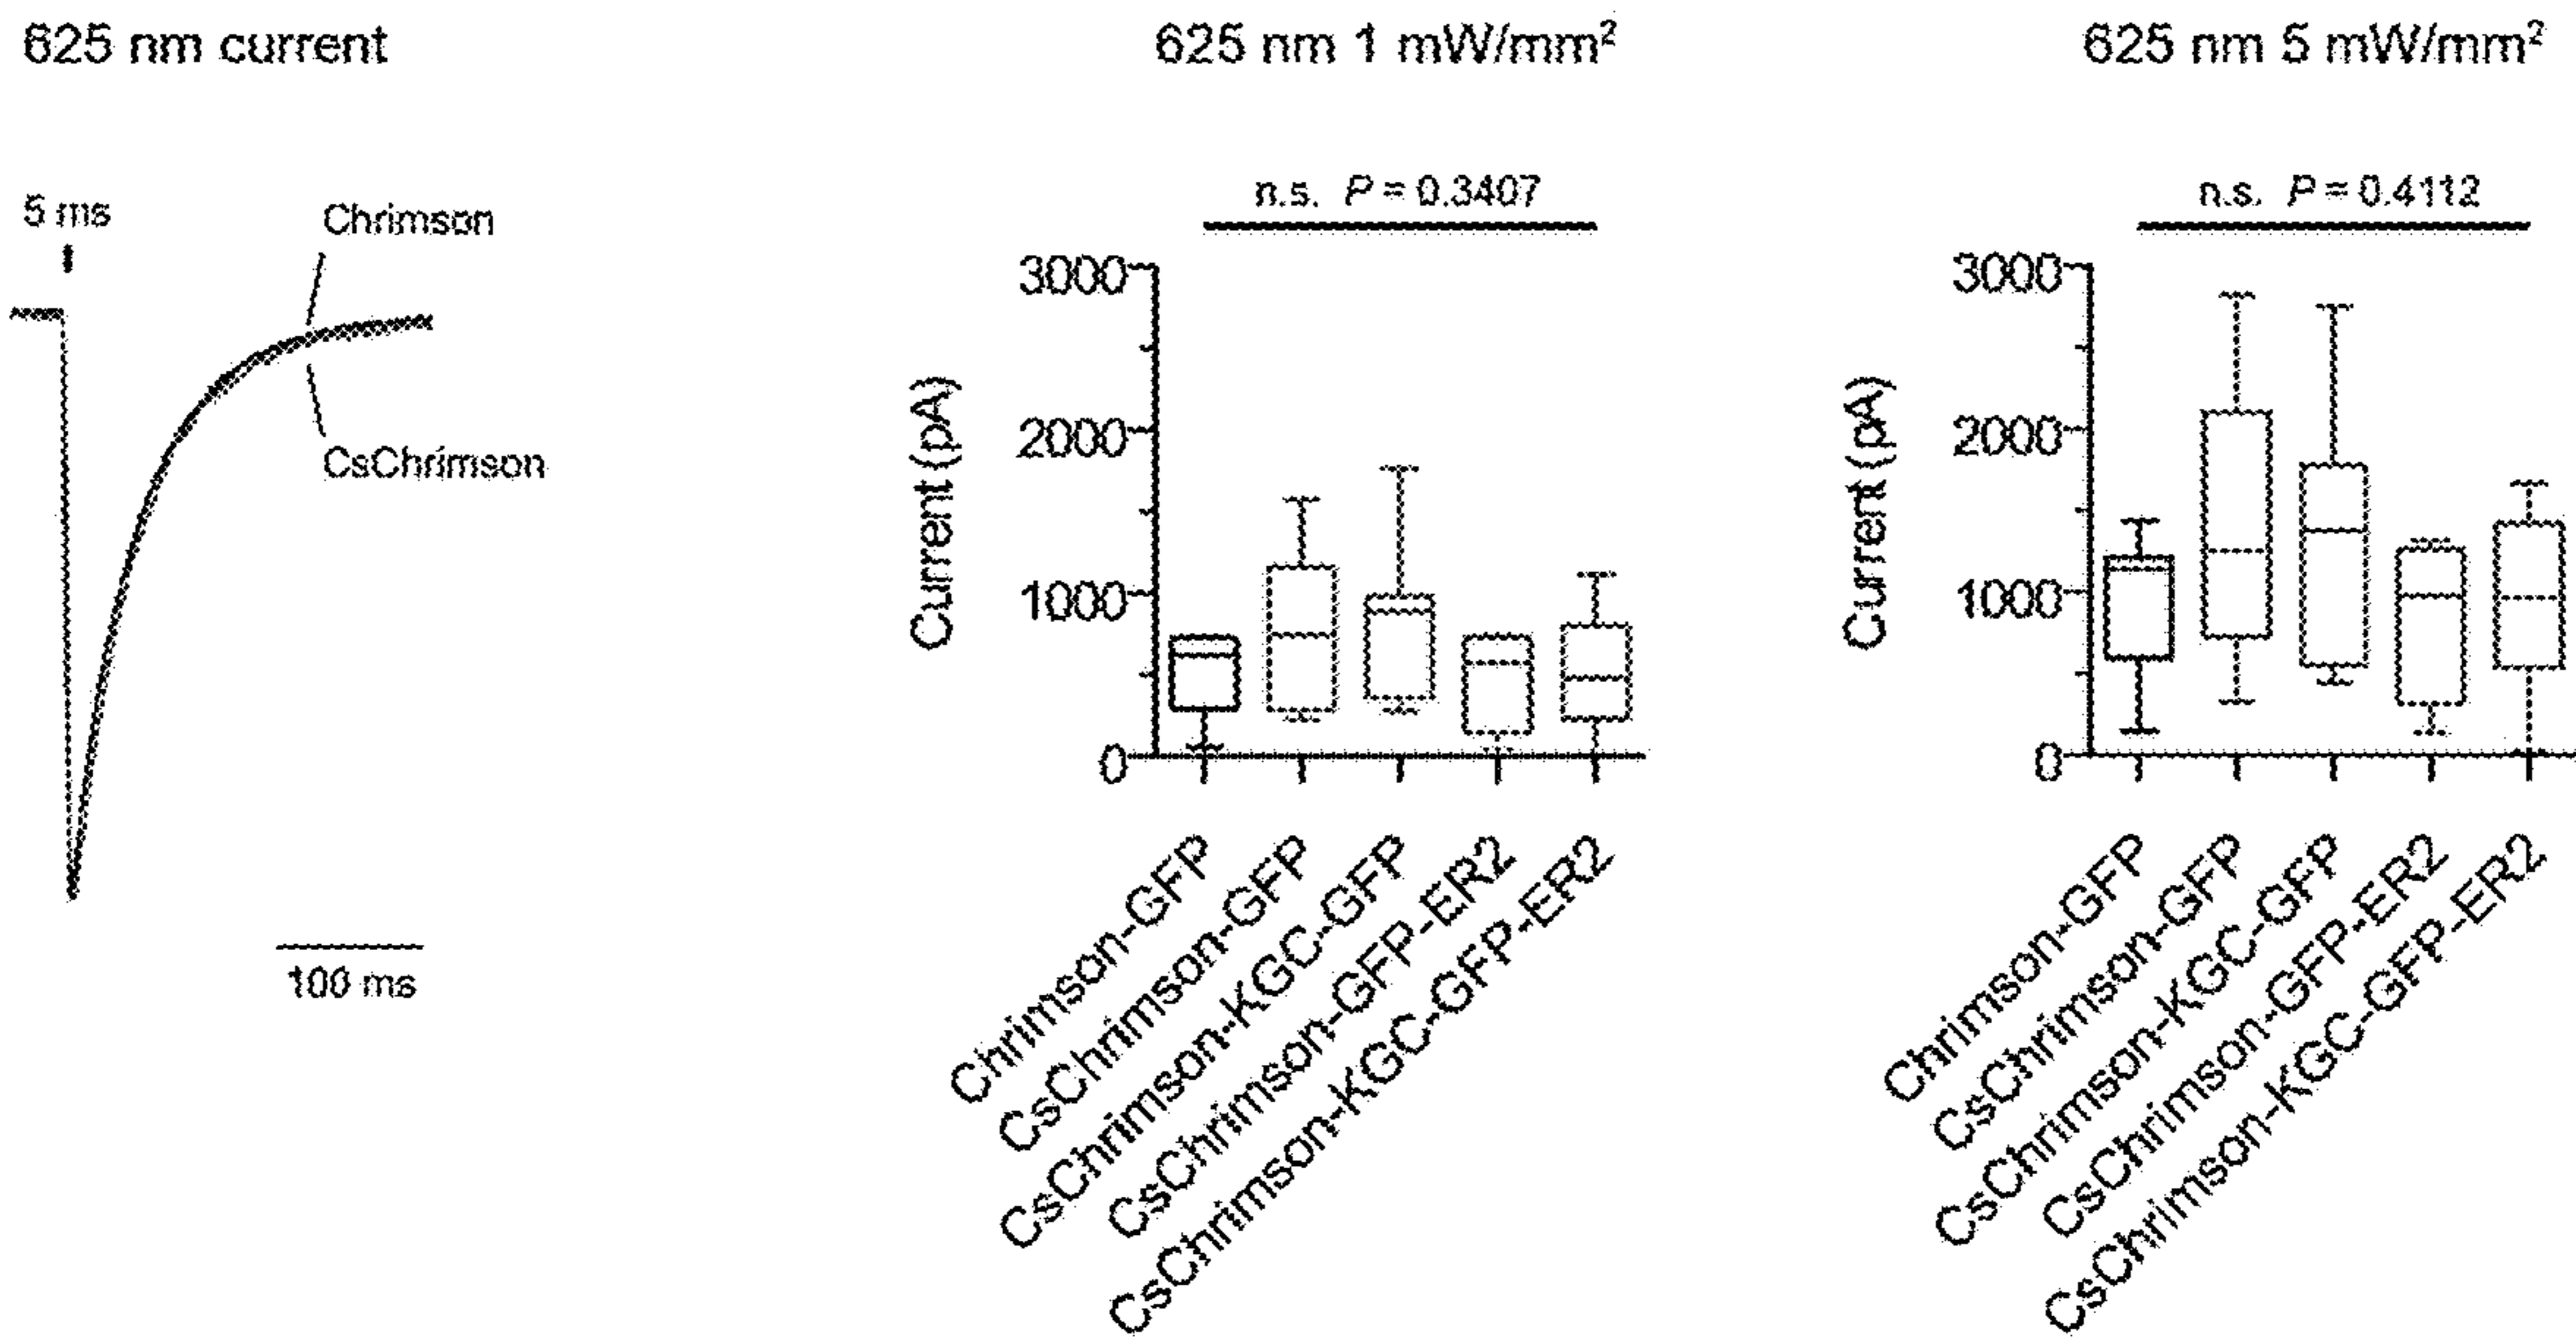 625 nm current
5 ms
Chrimson
CsChrimson
100 ms
625 nm 1 mW/mm²
n.s. P = 0.3407
Current (pA)
3000
2000
1000
0
Chrimson-GFP
CsChrimson-GFP
CsChrimson-KGC-GFP
CsChrimson-GFP-ER2
CsChrimson-KGC-GFP-ER2
625 nm 5 mW/mm²
n.s. P = 0.4112
Current (pA)
3000
2000
1000
0
Chrimson-GFP
CsChrimson-GFP
CsChrimson-KGC-GFP
CsChrimson-GFP-ER2
CsChrimson-KGC-GFP-ER2